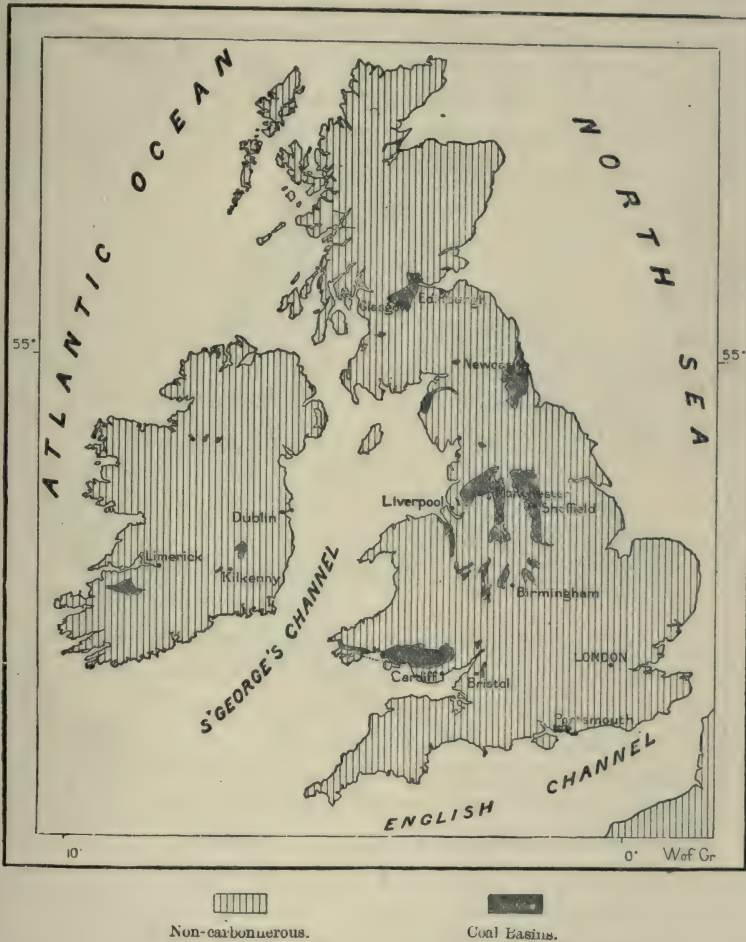 ATLANTIC OCEAN
NORTH SEA
55°
55°
Glasgow
Edinburgh
Newcastle
Manchester
Liverpool
Sheffield
Dublin
Limerick
Kilkenny
Birmingham
ST GEORGE'S CHANNEL
LONDON
Cardiff
Bristol
Portsmouth
ENGLISH CHANNEL
10°
0°
W of Gr
Non-carboniferous.
Coal Basins.